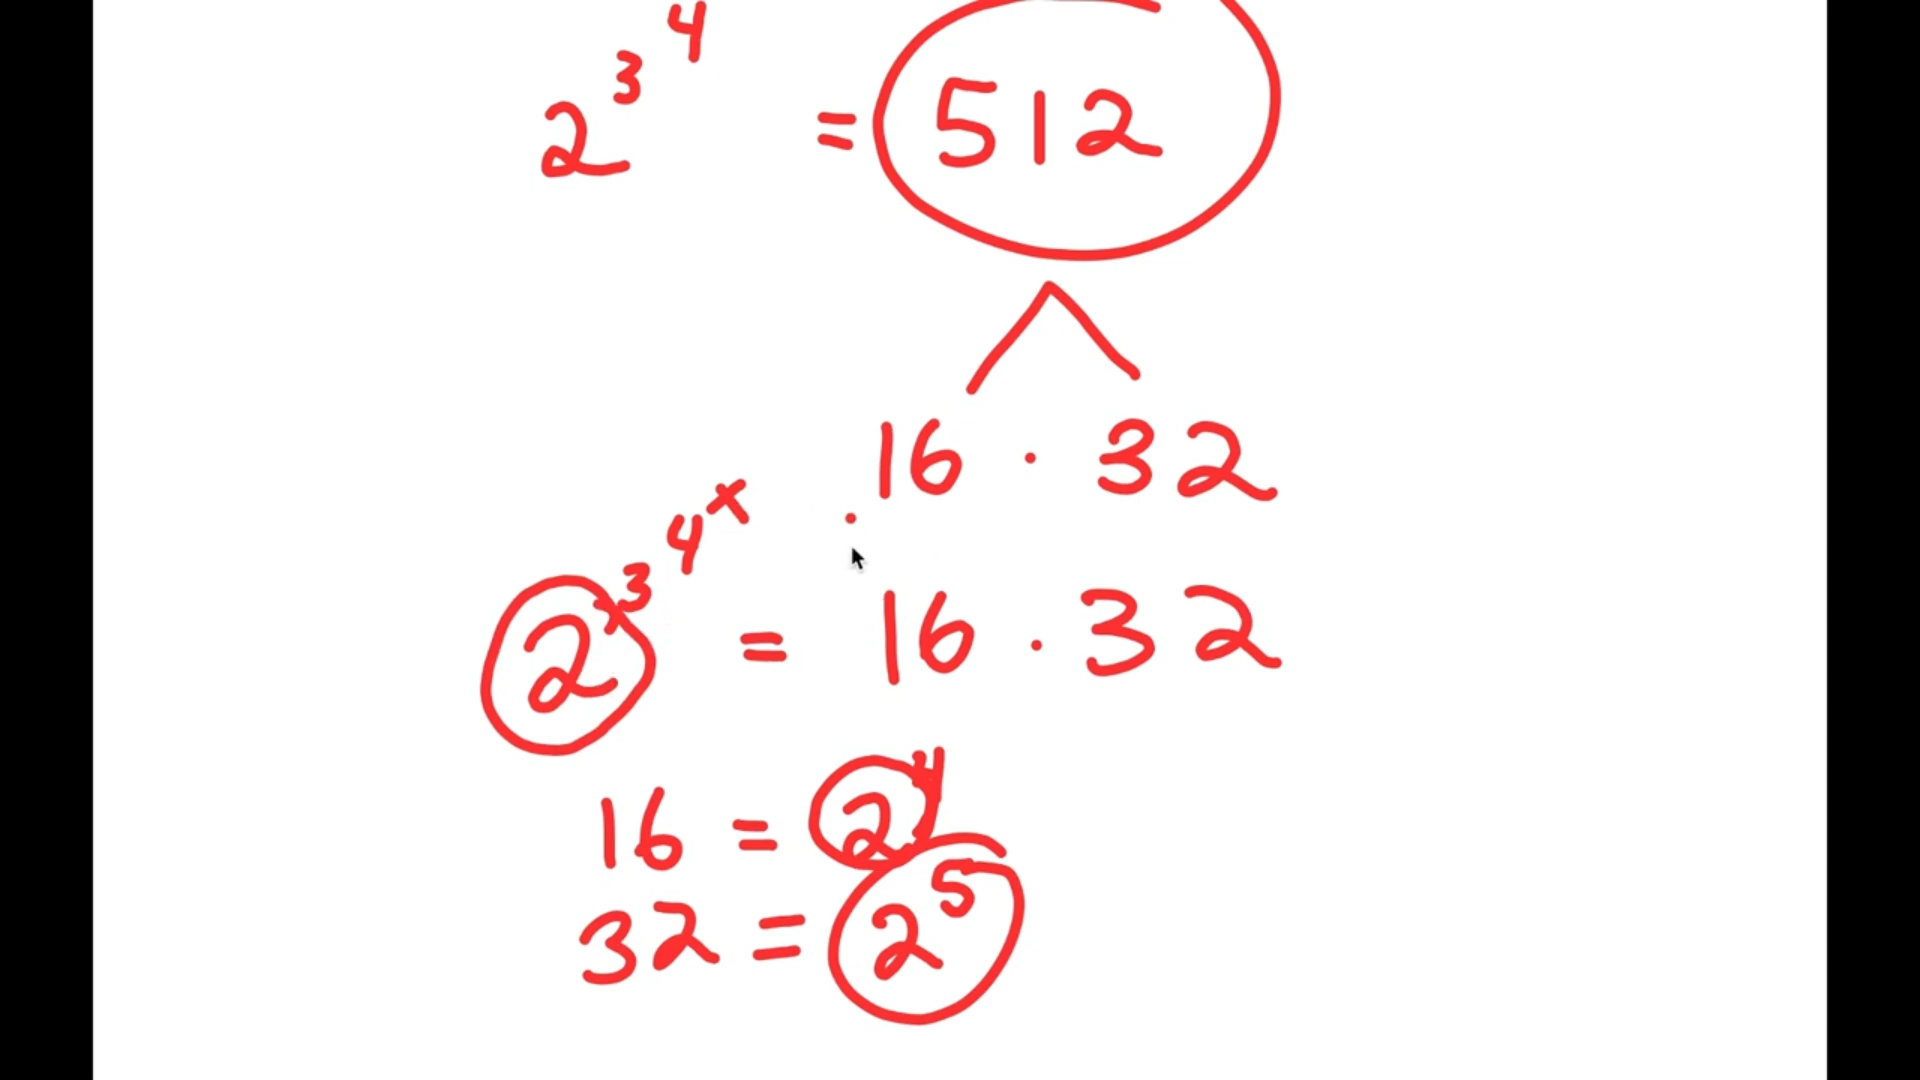 2^3^4 = 512
16 · 32
2^3^4^x = 16 · 32
16 = 2^4
32 = 2^5